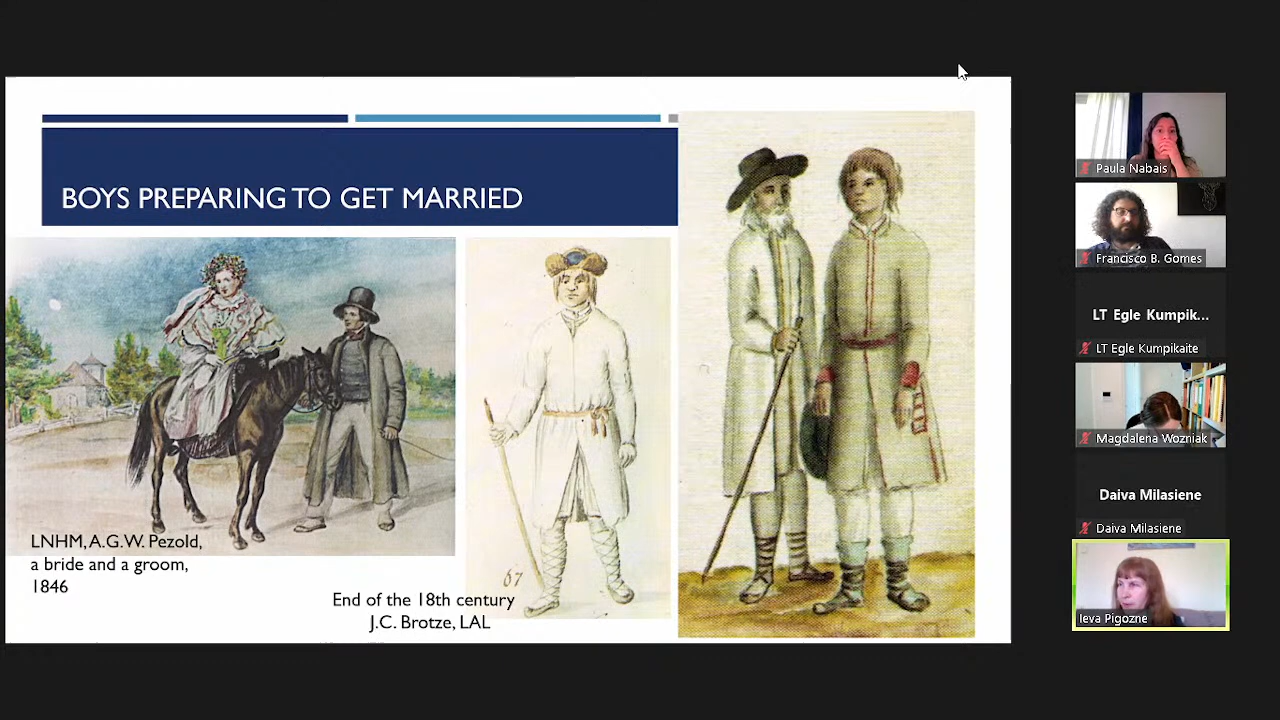 BOYS PREPARING TO GET MARRIED
LNHM, A.G.W. Pezold,
a bride and a groom,
1846
67
End of the 18th century
J.C. Brotze, LAL
Paula Nabais
Francisco B. Gomes
LT Egle Kumpik...
LT Egle Kumpikaite
Magdalena Wozniak
Daiva Milasiene
Daiva Milasiene
Ieva Pigozne